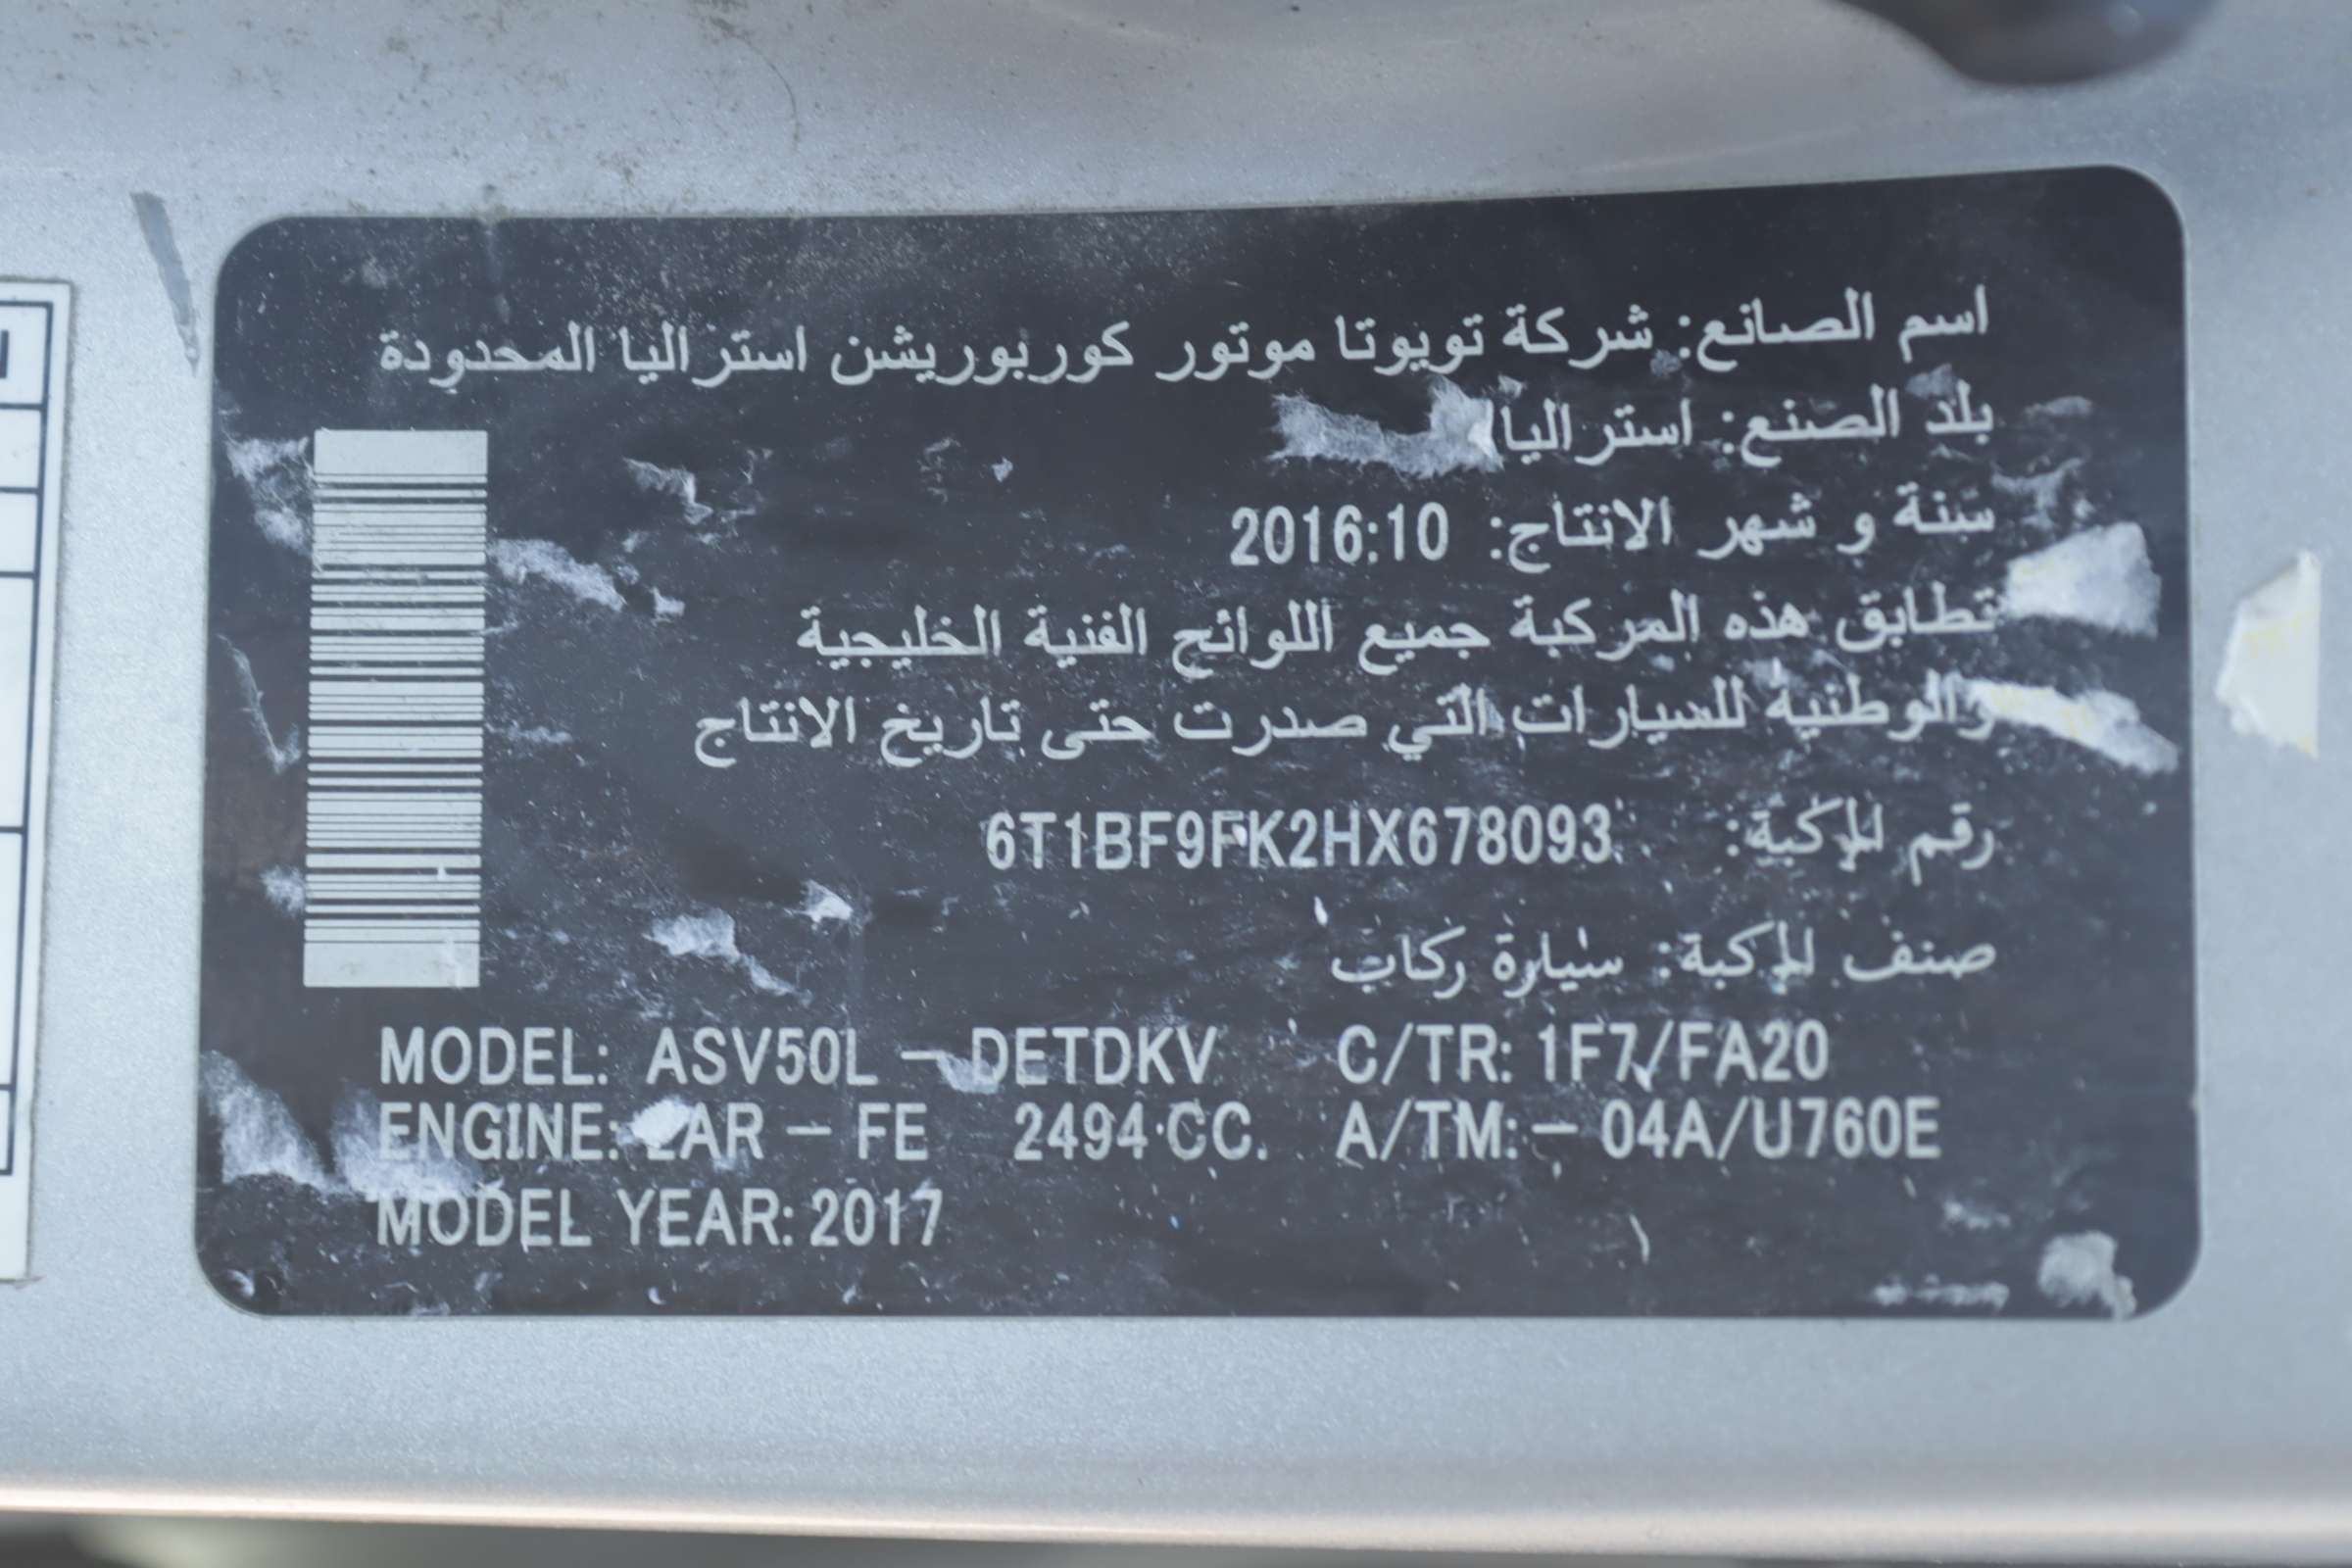 اسم الصانع: شركة تويوتا موتور كوربوريشن استراليا المحدودة
بلد الصنع: استراليا
سنة و شهر الانتاج: 2016:10
تطابق هذه المركبة جميع اللوائح الفنية الخليجية
والوطنية للسيارات التي صدرت حتى تاريخ الانتاج
رقم المركبة: 6T1BF9FK2HX678093
صنف المركبة: سيارة ركاب
MODEL: ASV50L – DETDKV C/TR: 1F7/FA20
ENGINE: 2AR – FE 2494 CC. A/TM: – 04A/U760E
MODEL YEAR: 2017